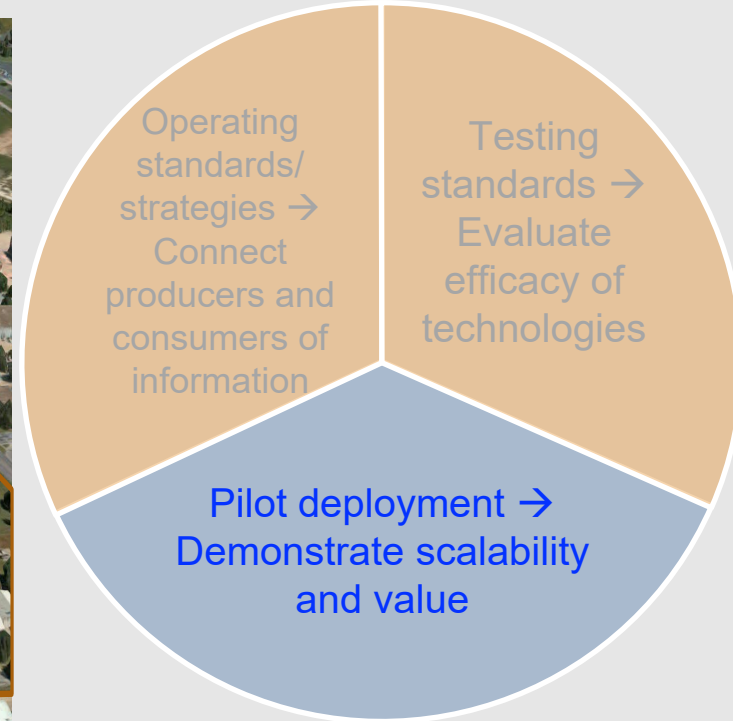 Operating
standards/
strategies →
Connect
producers and
consumers of
information
Testing
standards →
Evaluate
efficacy of
technologies
Pilot deployment →
Demonstrate scalability
and value